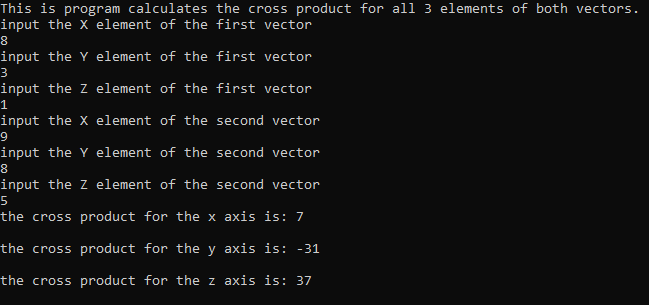 This is program calculates the cross product for all 3 elements of both vectors.
input the X element of the first vector
8
input the Y element of the first vector
3
input the Z element of the first vector
1
input the X element of the second vector
9
input the Y element of the second vector
8
input the Z element of the second vector
5
the cross product for the x axis is: 7
the cross product for the y axis is: -31
the cross product for the z axis is: 37